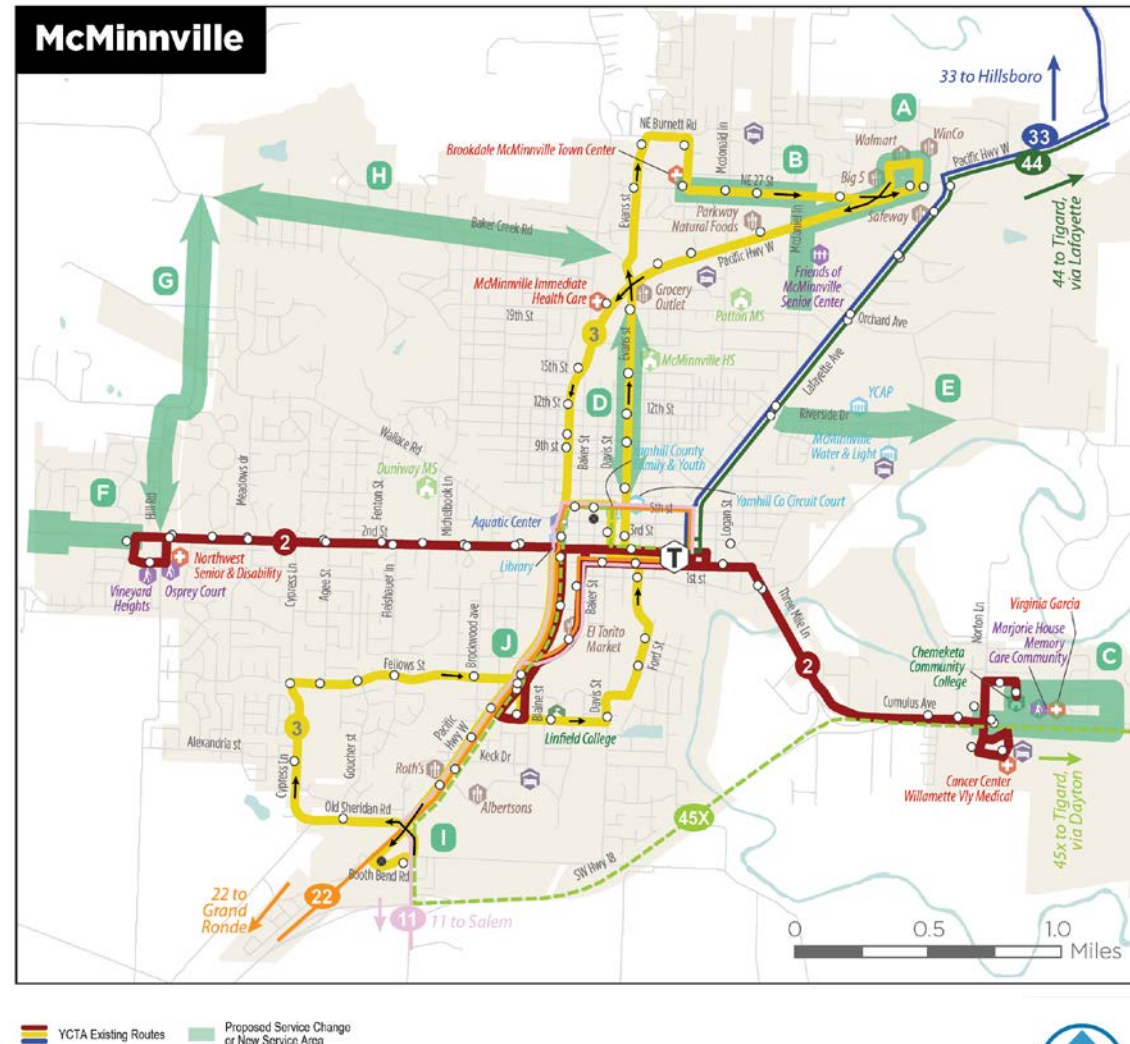 McMinnville
33 to Hillsboro
A
NE Burnett Rd
Mcdonald ln
Walmart
WinCo
Pacific Hwy W
33
44
Brookdale McMinnville Town Center
B
Big 5
NE 27 St
H
44 to Tigard,
via Lafayette
Evans st
Parkway
Natural Foods
Mcdaniel ln
Safeway
Baker Creek Rd
Pacific Hwy W
Friends of
McMinnville
Senior Center
G
McMinnville Immediate
Health Care
Grocery
Outlet
Patton MS
19th St
Orchard Ave
3
Evans st
McMinnville HS
15th St
Lafayette Ave
E
D
YCAP
12th St
12th St
Riverside Dr
Wallace Rd
9th st
Baker St
Davis St
McMinnville
Water & Light
Yamhill County
Family & Youth
Meadows dr
Duniway MS
Fenton St
Michelbook Ln
F
Hill Rd
5th st
Yamhill Co Circuit Court
Aquatic Center
2nd St
3rd St
Logan St
2
T
Library
1st st
Northwest
Senior & Disability
Vineyard
Heights
Osprey Court
Cypress Ln
Agee St
Fleishauer ln
Baker St
Three Mile Ln
Brockwood ave
El Torito
Market
Virginia Garcia
Norton Ln
Marjorie House
Memory
Care Community
J
Ford St
Chemeketa
Community
College
C
Fellows St
2
Blaine st
Davis St
Cumulus Ave
3
Alexandria st
Goucher st
Pacific
Hwy W
Linfield College
Keck Dr
Cypress Ln
Roth's
Albertsons
Cancer Center
Willamette Vly Medical
Old Sheridan Rd
45X
45x to Tigard,
via Dayton
I
Booth Bend Rd
SW Hwy 18
22 to
Grand
Ronde
22
11
11 to Salem
0
0.5
1.0
Miles
YCTA Existing Routes
Proposed Service Change
or New Service Area